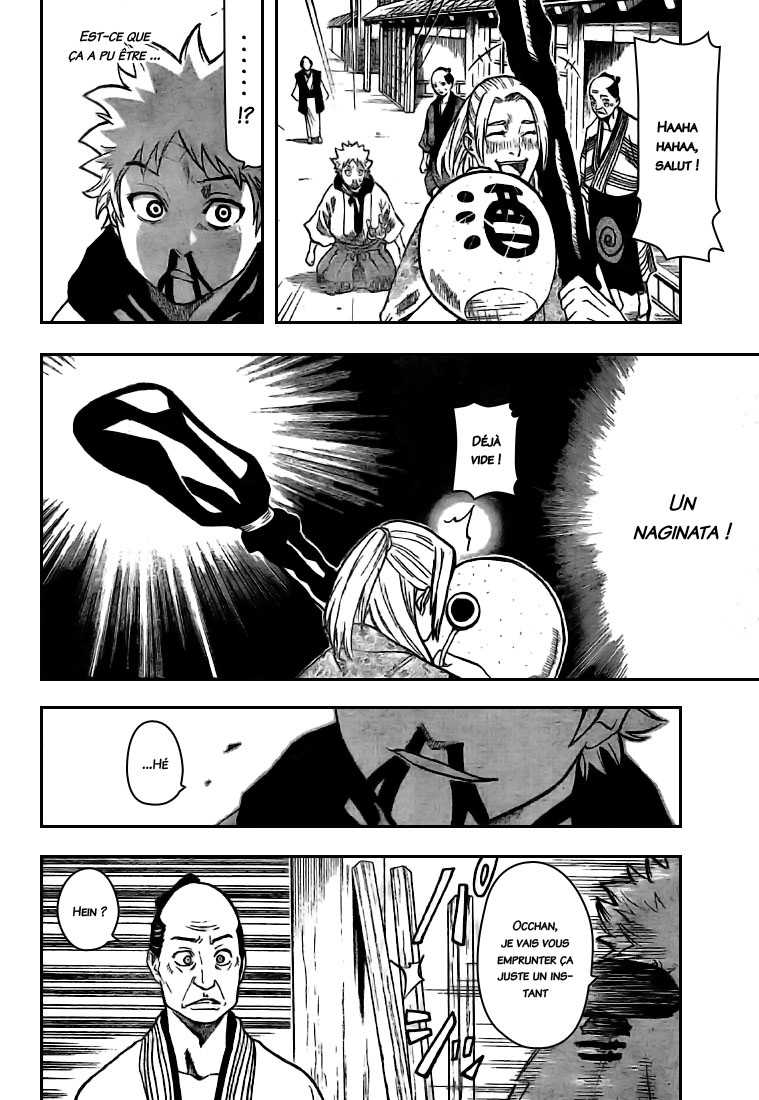 HAAHA
HAHAA,
SALUT !
酒
......
!?
EST-CE QUE
ÇA A PU ÊTRE ...
UN
NAGINATA !
DÉJÀ
VIDE !
...HÉ
OCCHAN,
JE VAIS VOUS
EMPRUNTER ÇA
JUSTE UN INS-
TANT
HEIN ?